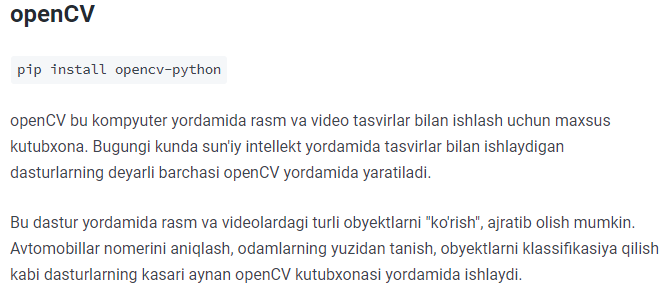 openCV
pip install opencv-python
openCV bu kompyuter yordamida rasm va video tasvirlar bilan ishlash uchun maxsus
kutubxona. Bugungi kunda sun'iy intellekt yordamida tasvirlar bilan ishlaydigan
dasturlarning deyarli barchasi openCV yordamida yaratiladi.
Bu dastur yordamida rasm va videolardagi turli obyektlarni "ko'rish", ajratib olish mumkin.
Avtomobillar nomerini aniqlash, odamlarning yuzidan tanish, obyektlarni klassifikasiya qilish
kabi dasturlarning kasari aynan openCV kutubxonasi yordamida ishlaydi.